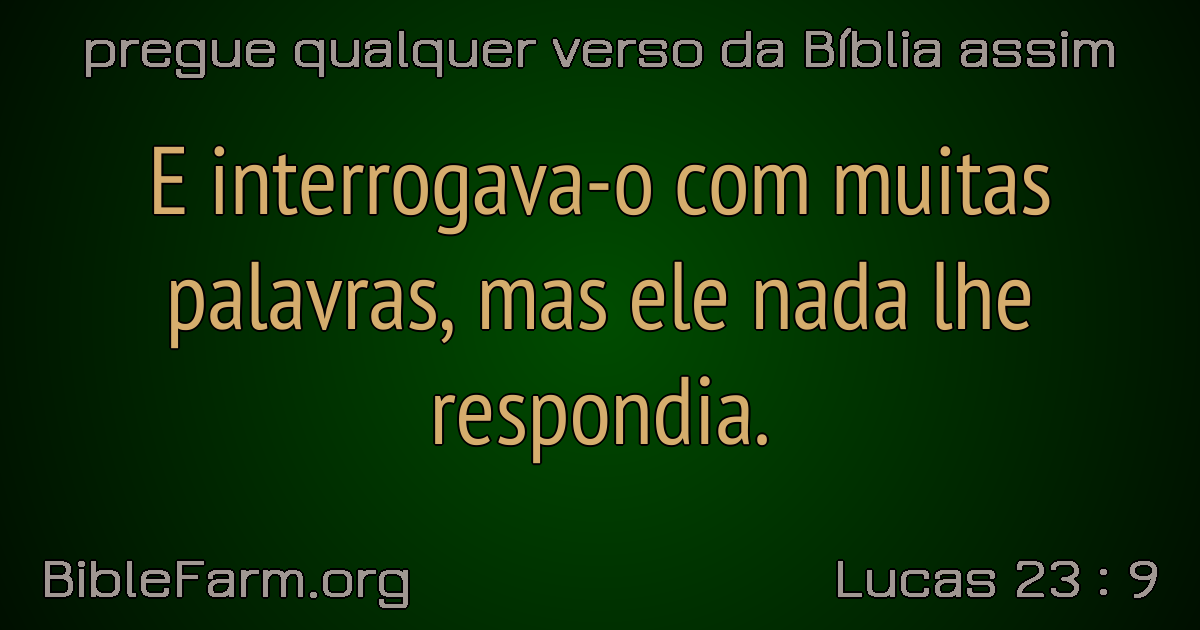 pregue qualquer verso da Bíblia assim
E interrogava-o com muitas
palavras, mas ele nada lhe
respondia.
BibleFarm.org
Lucas 23 : 9